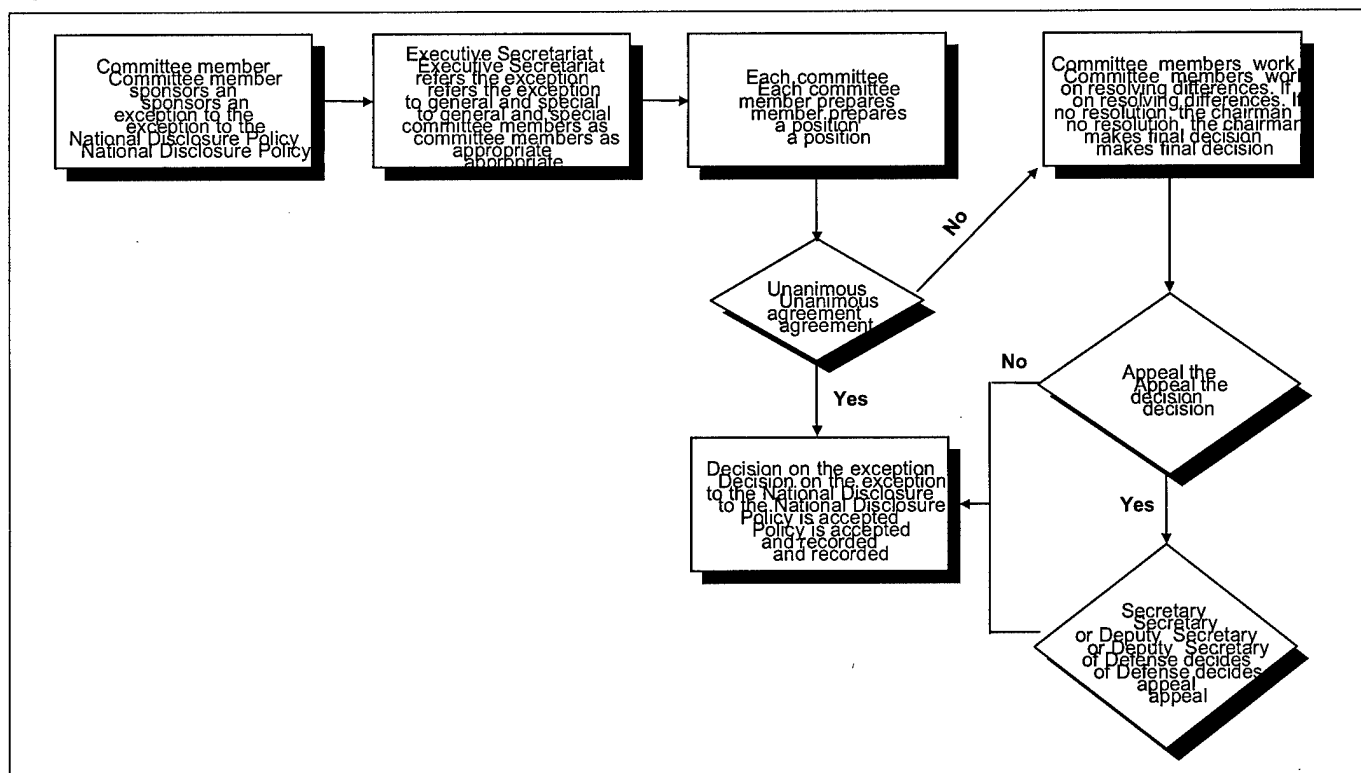 Committee member
sponsors an
exception to the
National Disclosure Policy
Executive Secretariat
refers the exception
to general and special
committee members as
appropriate
Each committee
member prepares
a position
Committee members work
on resolving differences. If
no resolution, the chairman
makes final decision
No
Unanimous
agreement
Yes
No
Appeal the
decision
Yes
Decision on the exception
to the National Disclosure
Policy is accepted
and recorded
Secretary
or Deputy Secretary
of Defense decides
appeal